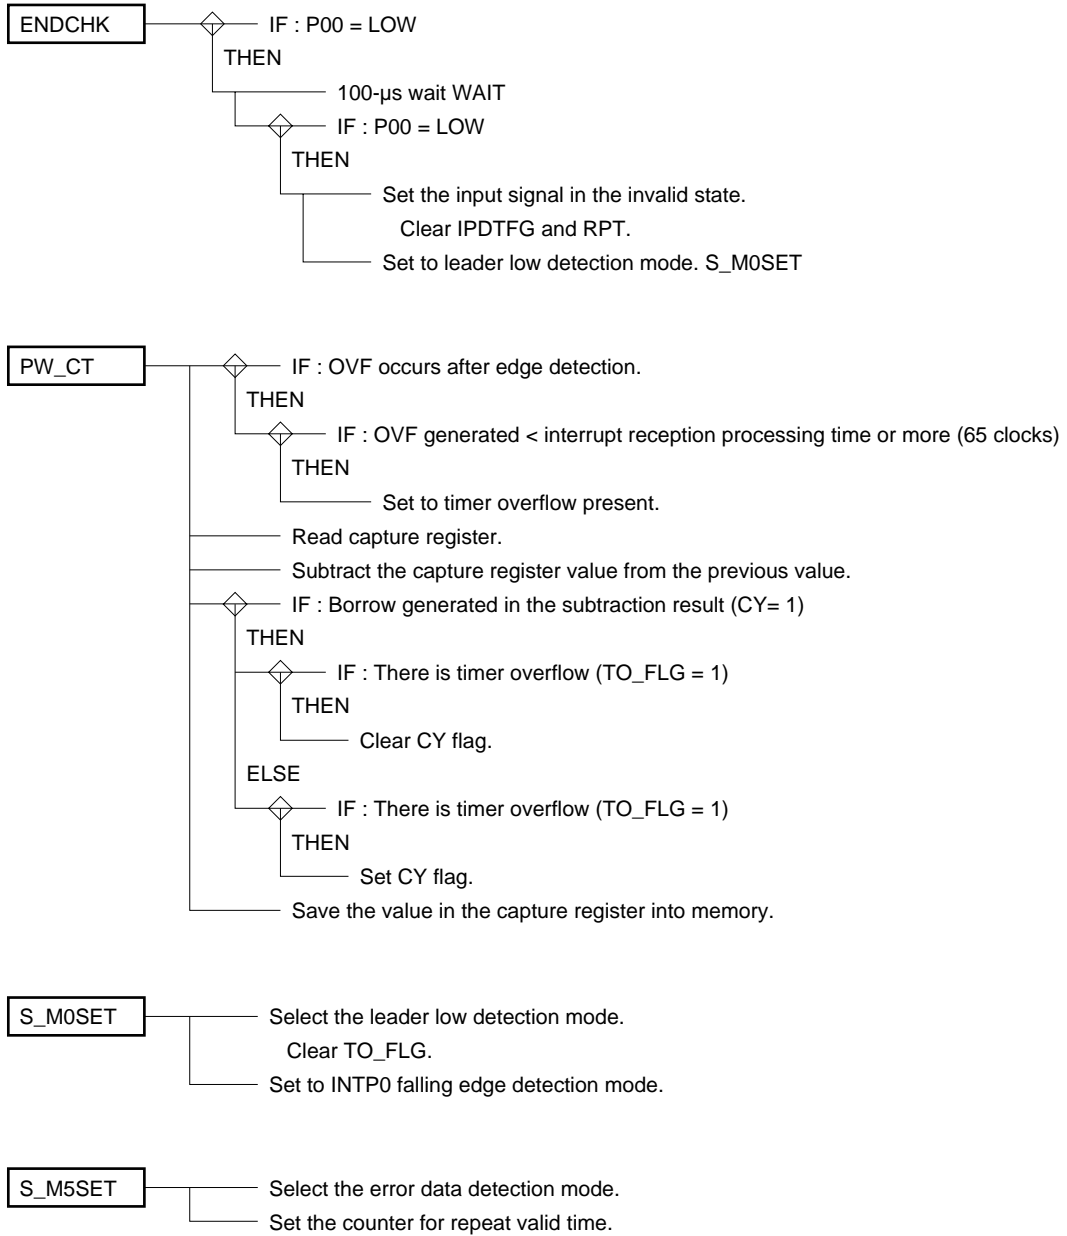 ENDCHK IF : P00 = LOW
THEN
100-µs wait WAIT
IF : P00 = LOW
THEN
Set the input signal in the invalid state.
Clear IPDTFG and RPT.
Set to leader low detection mode. S_M0SET
PW_CT IF : OVF occurs after edge detection.
THEN
IF : OVF generated < interrupt reception processing time or more (65 clocks)
THEN
Set to timer overflow present.
Read capture register.
Subtract the capture register value from the previous value.
IF : Borrow generated in the subtraction result (CY= 1)
THEN
IF : There is timer overflow (TO_FLG = 1)
THEN
Clear CY flag.
ELSE
IF : There is timer overflow (TO_FLG = 1)
THEN
Set CY flag.
Save the value in the capture register into memory.
S_M0SET Select the leader low detection mode.
Clear TO_FLG.
Set to INTP0 falling edge detection mode.
S_M5SET Select the error data detection mode.
Set the counter for repeat valid time.